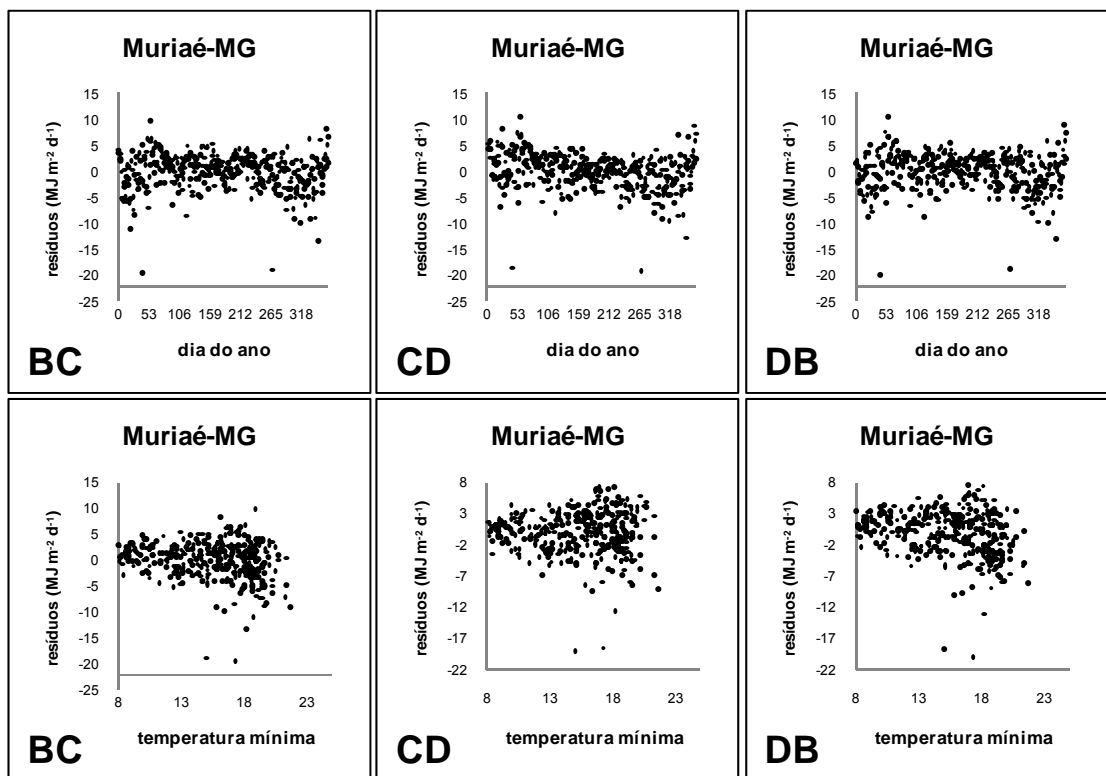 Muriaé-MG
resíduos (MJ m⁻² d⁻¹)
15
10
5
0
-5
-10
-15
-20
-25
0 53 106 159 212 265 318
dia do ano
BC
Muriaé-MG
resíduos (MJ m⁻² d⁻¹)
15
10
5
0
-5
-10
-15
-20
-25
0 53 106 159 212 265 318
dia do ano
CD
Muriaé-MG
resíduos (MJ m⁻² d⁻¹)
15
10
5
0
-5
-10
-15
-20
-25
0 53 106 159 212 265 318
dia do ano
DB
Muriaé-MG
resíduos (MJ m⁻² d⁻¹)
15
10
5
0
-5
-10
-15
-20
-25
8 13 18 23
temperatura mínima
BC
Muriaé-MG
resíduos (MJ m⁻² d⁻¹)
8
3
-2
-7
-12
-17
-22
8 13 18 23
temperatura mínima
CD
Muriaé-MG
resíduos (MJ m⁻² d⁻¹)
8
3
-2
-7
-12
-17
-22
8 13 18 23
temperatura mínima
DB